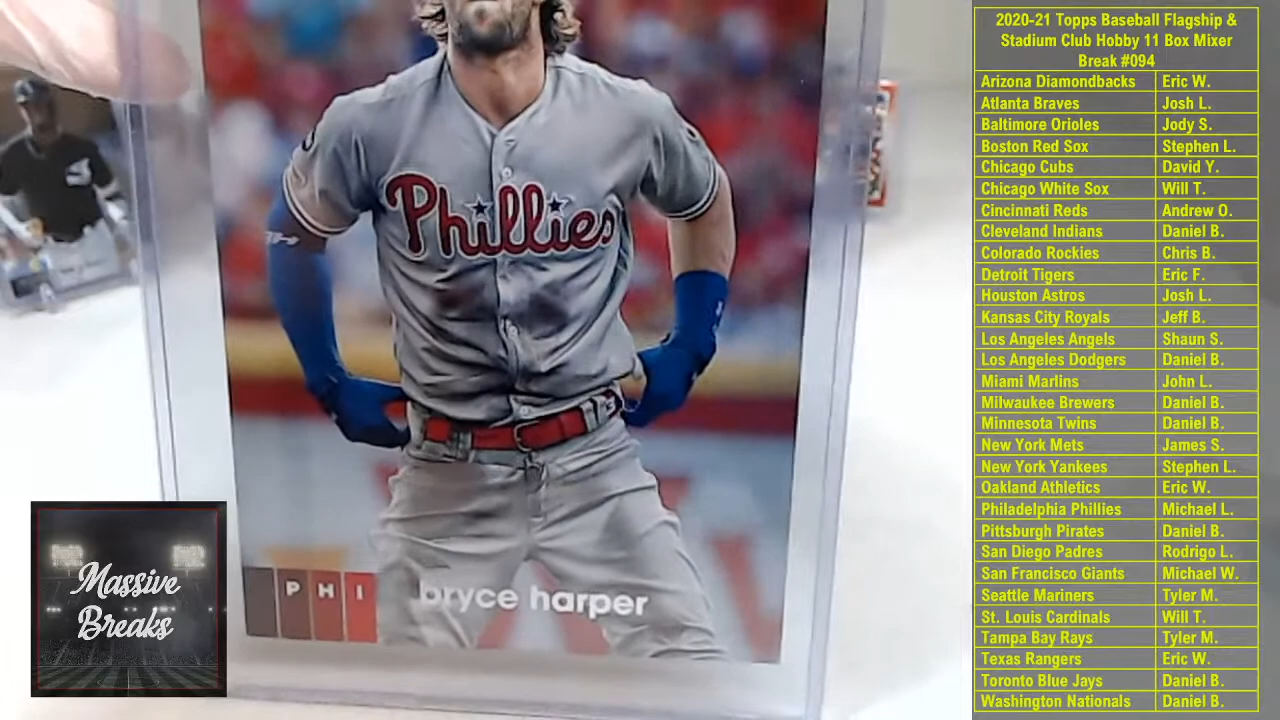 Phillies
PHI
bryce harper
Massive
Breaks
2020-21 Topps Baseball Flagship &
Stadium Club Hobby 11 Box Mixer
Break #094
Arizona Diamondbacks Eric W.
Atlanta Braves Josh L.
Baltimore Orioles Jody S.
Boston Red Sox Stephen L.
Chicago Cubs David Y.
Chicago White Sox Will T.
Cincinnati Reds Andrew O.
Cleveland Indians Daniel B.
Colorado Rockies Chris B.
Detroit Tigers Eric F.
Houston Astros Josh L.
Kansas City Royals Jeff B.
Los Angeles Angels Shaun S.
Los Angeles Dodgers Daniel B.
Miami Marlins John L.
Milwaukee Brewers Daniel B.
Minnesota Twins Daniel B.
New York Mets James S.
New York Yankees Stephen L.
Oakland Athletics Eric W.
Philadelphia Phillies Michael L.
Pittsburgh Pirates Daniel B.
San Diego Padres Rodrigo L.
San Francisco Giants Michael W.
Seattle Mariners Tyler M.
St. Louis Cardinals Will T.
Tampa Bay Rays Tyler M.
Texas Rangers Eric W.
Toronto Blue Jays Daniel B.
Washington Nationals Daniel B.